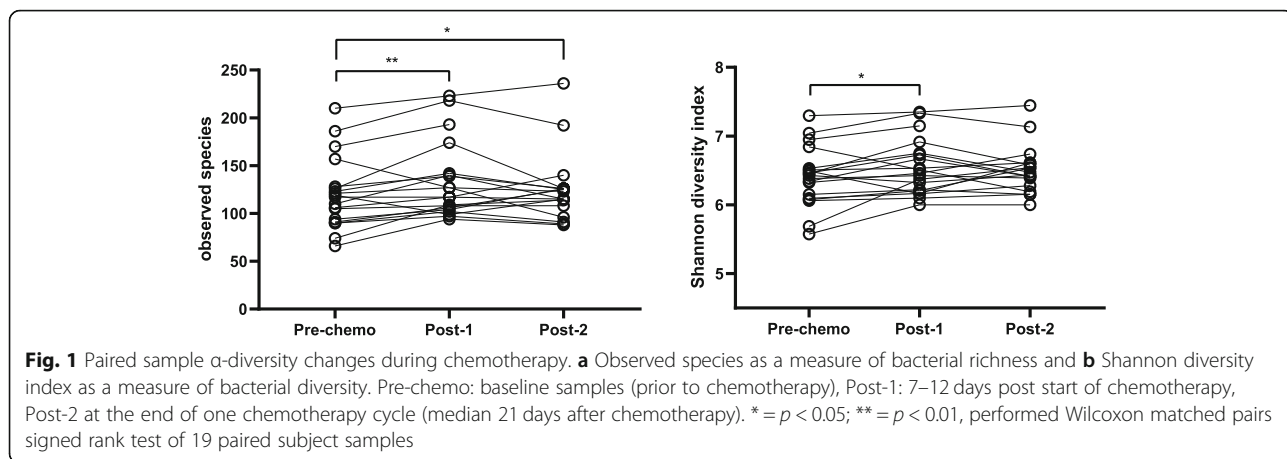 *
**
250
200
150
100
50
0
observed species
Pre-chemo Post-1 Post-2
*
8
7
6
5
Shannon diversity index
Pre-chemo Post-1 Post-2
Fig. 1 Paired sample α-diversity changes during chemotherapy. a Observed species as a measure of bacterial richness and b Shannon diversity
index as a measure of bacterial diversity. Pre-chemo: baseline samples (prior to chemotherapy), Post-1: 7–12 days post start of chemotherapy,
Post-2 at the end of one chemotherapy cycle (median 21 days after chemotherapy). * = p < 0.05; ** = p < 0.01, performed Wilcoxon matched pairs
signed rank test of 19 paired subject samples